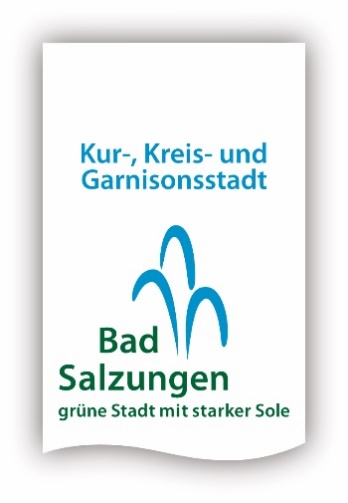 Kur-, Kreis- und
Garnisonsstadt
Bad
Salzungen
grüne Stadt mit starker Sole